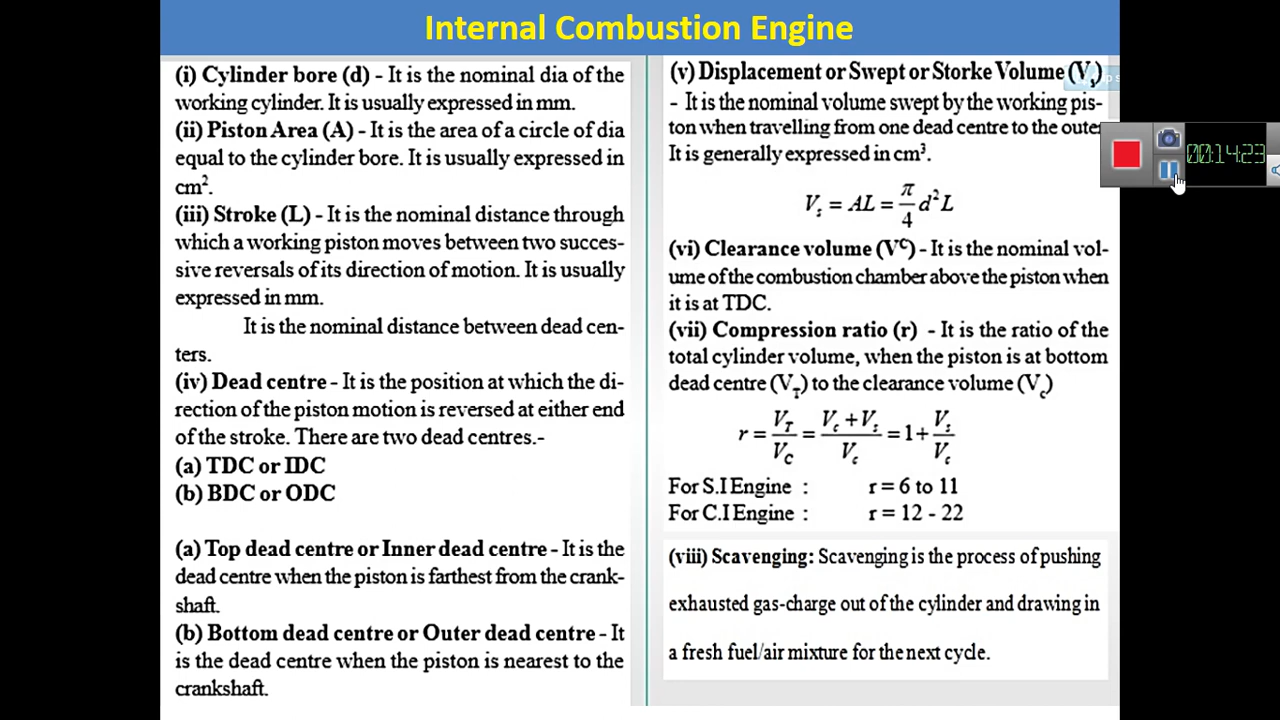 Internal Combustion Engine
(i) Cylinder bore (d) - It is the nominal dia of the
working cylinder. It is usually expressed in mm.
(ii) Piston Area (A) - It is the area of a circle of dia
equal to the cylinder bore. It is usually expressed in
cm².
(iii) Stroke (L) - It is the nominal distance through
which a working piston moves between two succes-
sive reversals of its direction of motion. It is usually
expressed in mm.
It is the nominal distance between dead cen-
ters.
(iv) Dead centre - It is the position at which the di-
rection of the piston motion is reversed at either end
of the stroke. There are two dead centres.-
(a) TDC or IDC
(b) BDC or ODC
(a) Top dead centre or Inner dead centre - It is the
dead centre when the piston is farthest from the crank-
shaft.
(b) Bottom dead centre or Outer dead centre - It
is the dead centre when the piston is nearest to the
crankshaft.
(v) Displacement or Swept or Storke Volume (Vₛ)
- It is the nominal volume swept by the working pis-
ton when travelling from one dead centre to the outer
It is generally expressed in cm³.
Vₛ = AL = π/4 d²L
(vi) Clearance volume (Vᶜ) - It is the nominal vol-
ume of the combustion chamber above the piston when
it is at TDC.
(vii) Compression ratio (r) - It is the ratio of the
total cylinder volume, when the piston is at bottom
dead centre (V_T) to the clearance volume (V_c)
r = V_T/V_C = (V_c + V_s)/V_c = 1 + V_s/V_c
For S.I Engine : r = 6 to 11
For C.I Engine : r = 12 - 22
(viii) Scavenging: Scavenging is the process of pushing
exhausted gas-charge out of the cylinder and drawing in
a fresh fuel/air mixture for the next cycle.
00:14:23